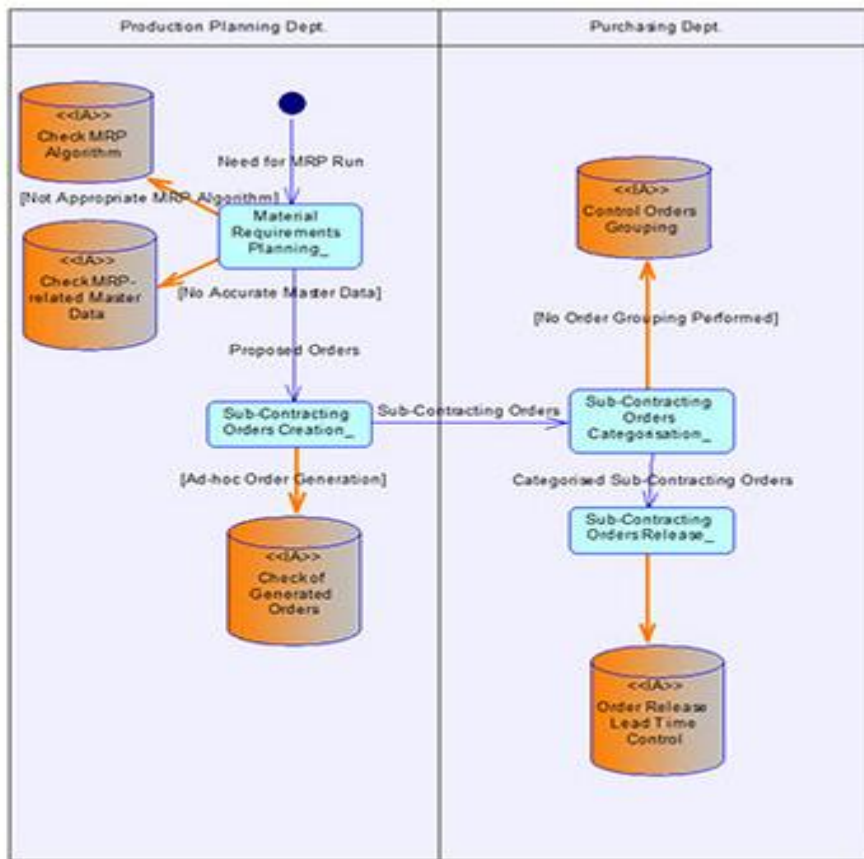 Production Planning Dept.
Purchasing Dept.
<<IA>>
Check MRP
Algorithm
Need for MRP Run
[Not Appropriate MRP Algorithm]
Material
Requirements
Planning_
<<IA>>
Check MRP-
related Master
Data
[No Accurate Master Data]
<<IA>>
Control Orders
Grouping
[No Order Grouping Performed]
Proposed Orders
Sub-Contracting
Orders Creation_
Sub-Contracting Orders
Sub-Contracting
Orders
Categorisation_
[Ad-hoc Order Generation]
Categorised Sub-Contracting Orders
Sub-Contracting
Orders Release_
<<IA>>
Check of
Generated
Orders
<<IA>>
Order Release
Lead Time
Control